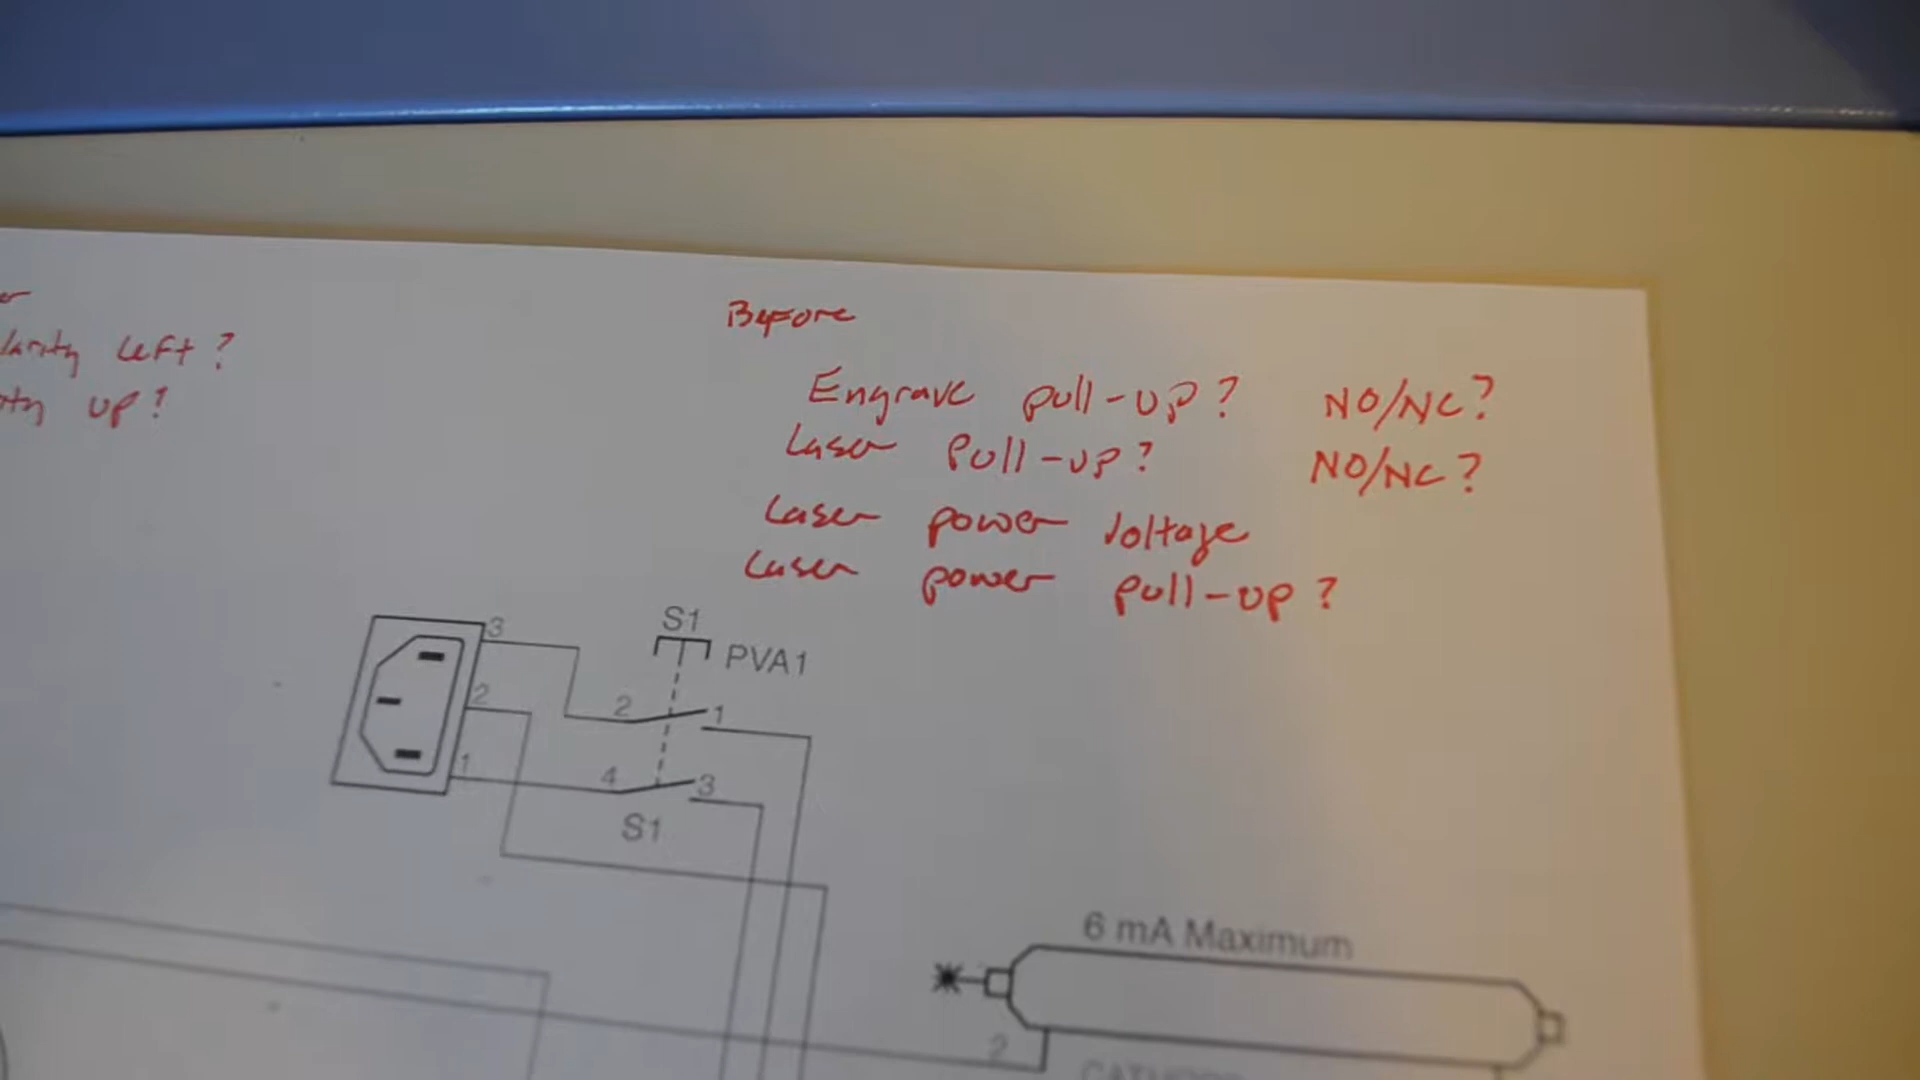 left?
up?
Before
Engrave pull-up? NO/NC?
Laser Pull-up? NO/NC?
Laser power voltage
Laser power pull-up?
3
S1
PVA1
2
2
1
1
4
3
S1
6 mA Maximum
2